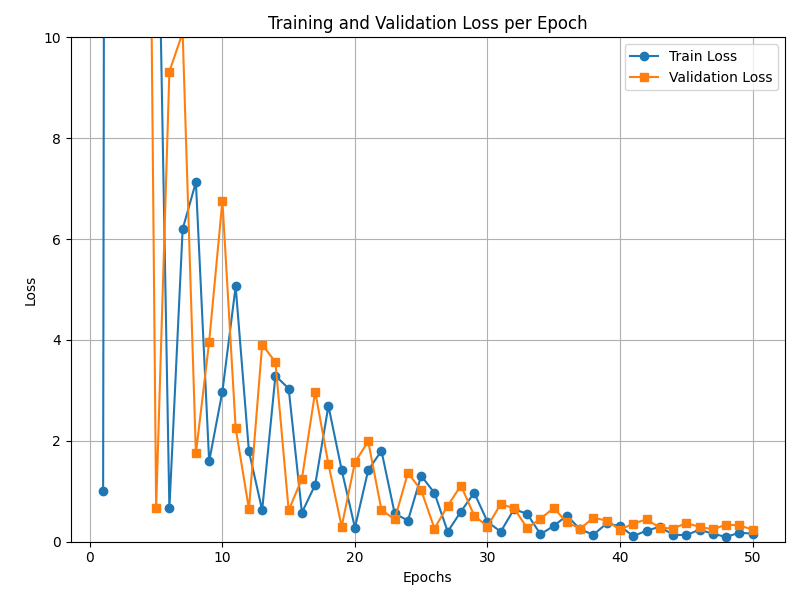 Training and Validation Loss per Epoch
Train Loss
Validation Loss
Loss
10
8
6
4
2
0
0 10 20 30 40 50
Epochs